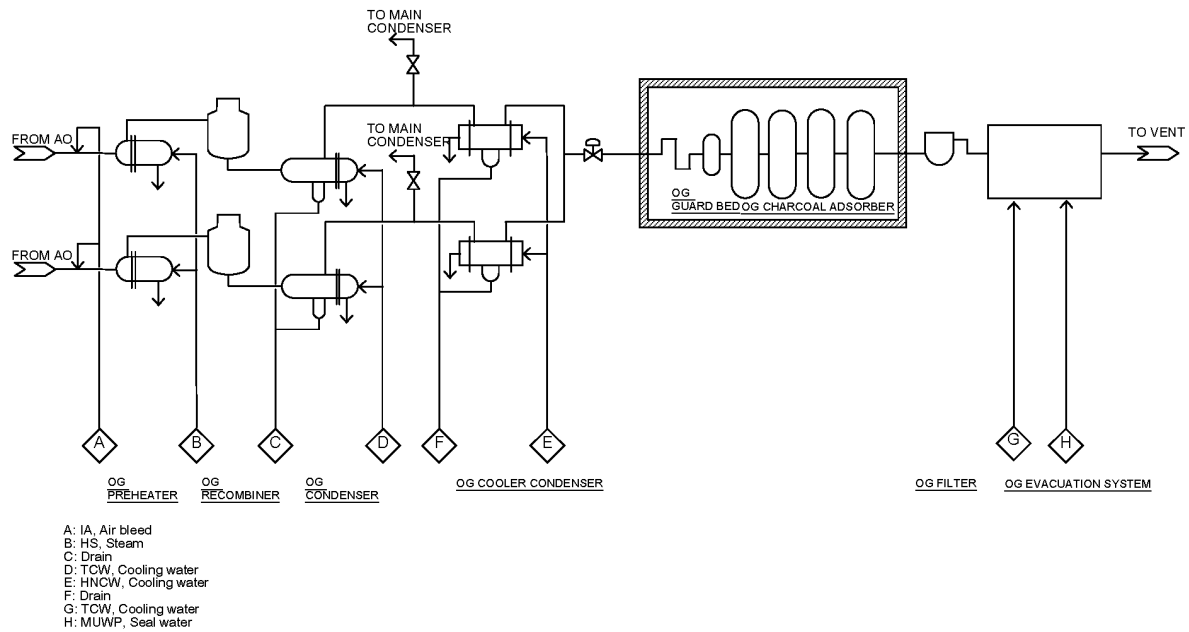 TO MAIN
CONDENSER
FROM AO
TO MAIN
CONDENSER
TO VENT
OG
GUARD BED
OG CHARCOAL ADSORBER
FROM AO
A
B
C
D
F
E
G
H
OG
PREHEATER
OG
RECOMBINER
OG
CONDENSER
OG COOLER CONDENSER
OG FILTER
OG EVACUATION SYSTEM
A: IA, Air bleed
B: HS, Steam
C: Drain
D: TCW, Cooling water
E: HNCW, Cooling water
F: Drain
G: TCW, Cooling water
H: MUWP, Seal water